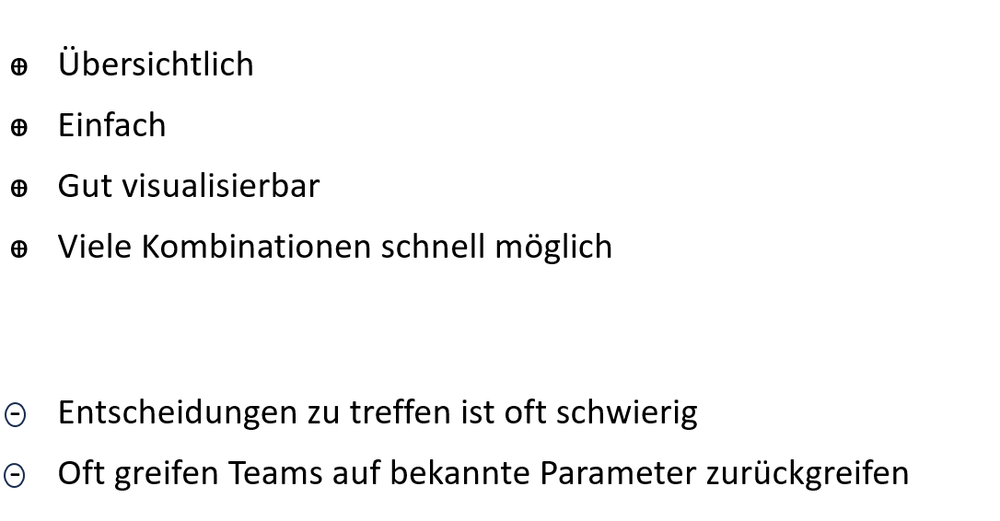 ⊕ Übersichtlich
⊕ Einfach
⊕ Gut visualisierbar
⊕ Viele Kombinationen schnell möglich
⊖ Entscheidungen zu treffen ist oft schwierig
⊖ Oft greifen Teams auf bekannte Parameter zurückgreifen